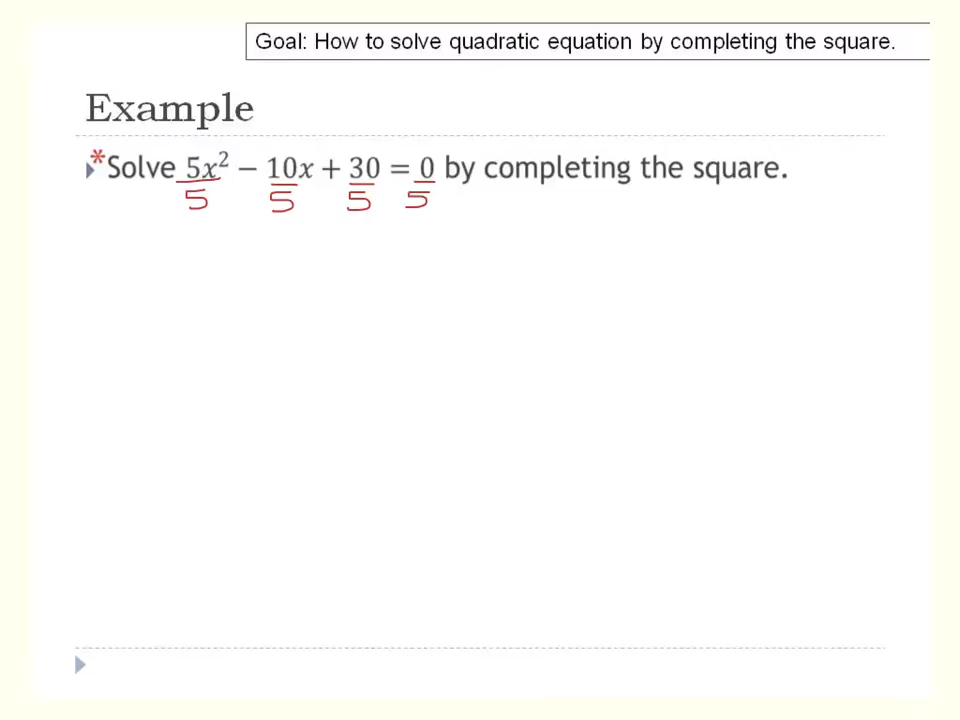 Goal: How to solve quadratic equation by completing the square.
Example
*Solve 5x² − 10x + 30 = 0 by completing the square.
5 5 5 5